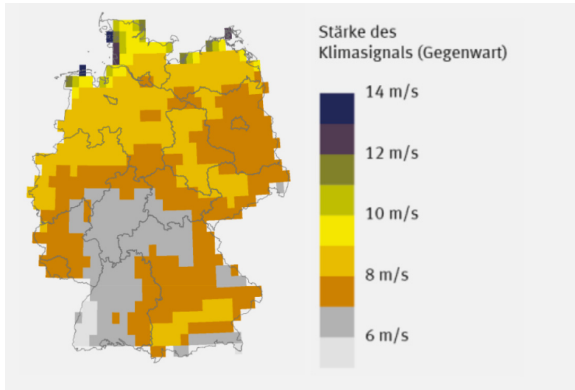 Stärke des
Klimasignals (Gegenwart)
14 m/s
12 m/s
10 m/s
8 m/s
6 m/s